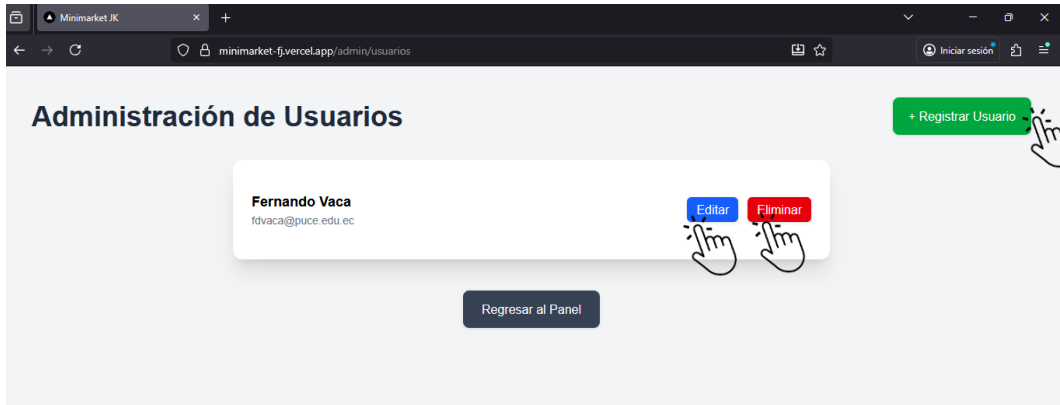 Minimarket JK
minimarket-fj.vercel.app/admin/usuarios
Iniciar sesión
Administración de Usuarios
+ Registrar Usuario
Fernando Vaca
fdvaca@puce.edu.ec
Editar
Eliminar
Regresar al Panel